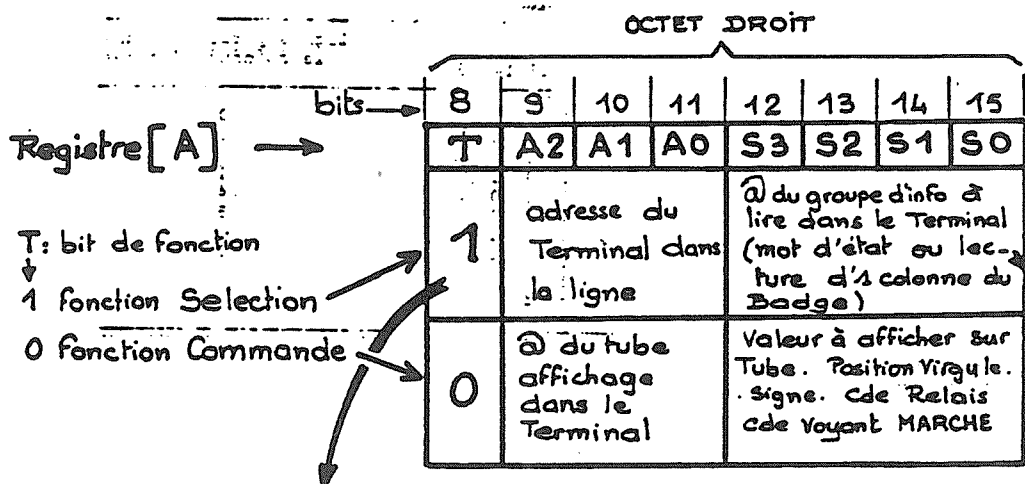 OCTET DROIT
bits → 8 9 10 11 12 13 14 15
Registre [A] → T A2 A1 A0 S3 S2 S1 S0
T: bit de fonction
1 fonction Selection
0 fonction Commande
1
adresse du
Terminal dans
la ligne
@ du groupe d'info à
lire dans le Terminal
(mot d'état ou lec-
ture d'1 colonne du
Badge)
0
@ du tube
affichage
dans le
Terminal
Valeur à afficher sur
Tube. Position Virgule.
. Signe. Cde Relais
cde voyant MARCHE